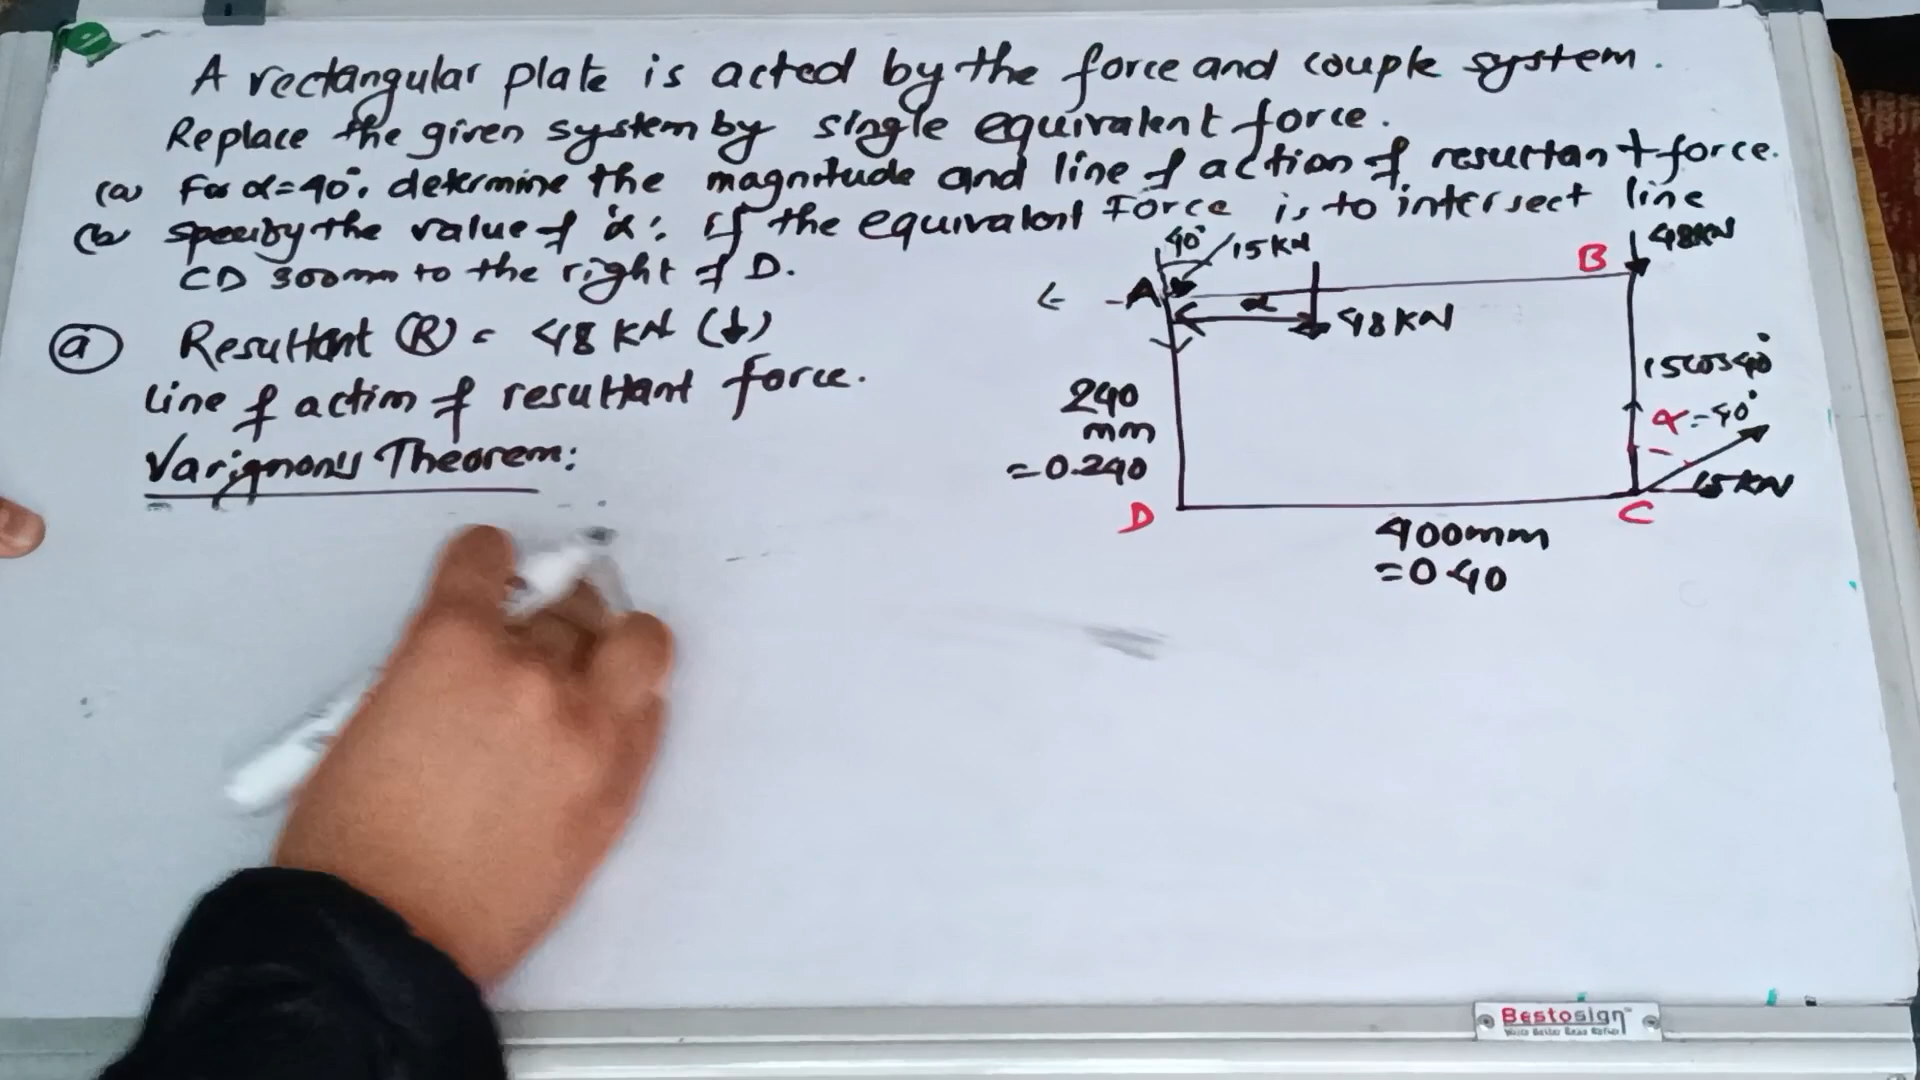 A rectangular plate is acted by the force and couple system.
Replace the given system by single equivalent force.
(a) For α=40°, determine the magnitude and line of action of resultant force.
(b) specify the value of 'α': if the equivalent Force is to intersect line
CD 300mm to the right of D.
(a) Resultant (R) = 48 KN (↓)
Line of action of resultant force.
Varignon's Theorem:
40°
15KN
B
48KN
A
α
48KN
240
mm
=0.240
15cos40°
α=40°
15KN
D
C
400mm
=0.40
Bestosign™